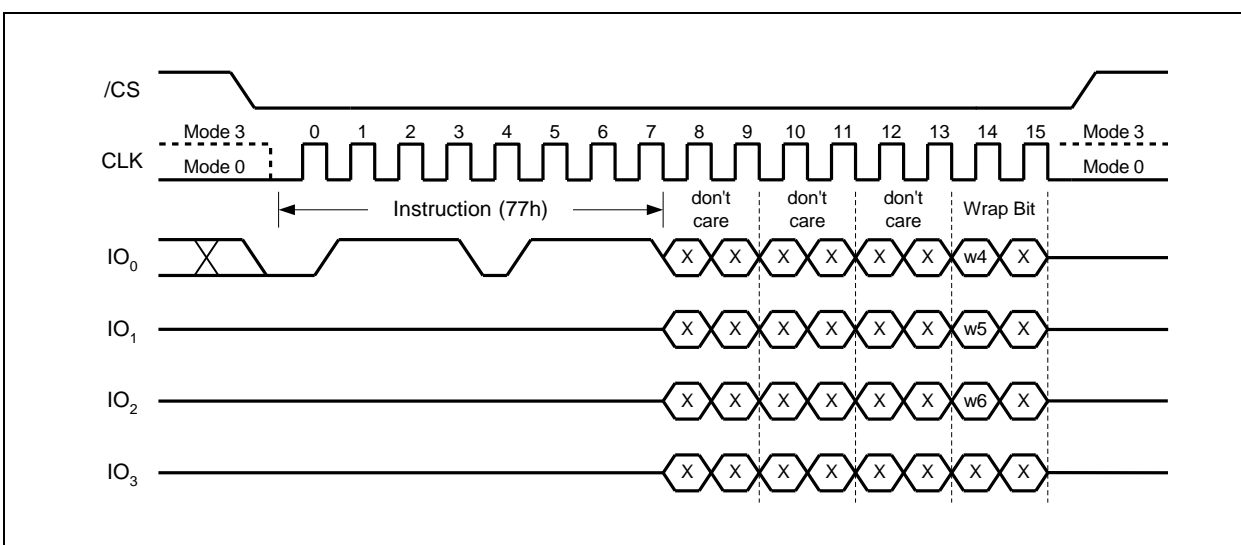 /CS
Mode 3 0 1 2 3 4 5 6 7 8 9 10 11 12 13 14 15 Mode 3
CLK
Mode 0 Mode 0
Instruction (77h) don't care don't care don't care Wrap Bit
IO0 X X X X X X w4 X
IO1 X X X X X X w5 X
IO2 X X X X X X w6 X
IO3 X X X X X X X X